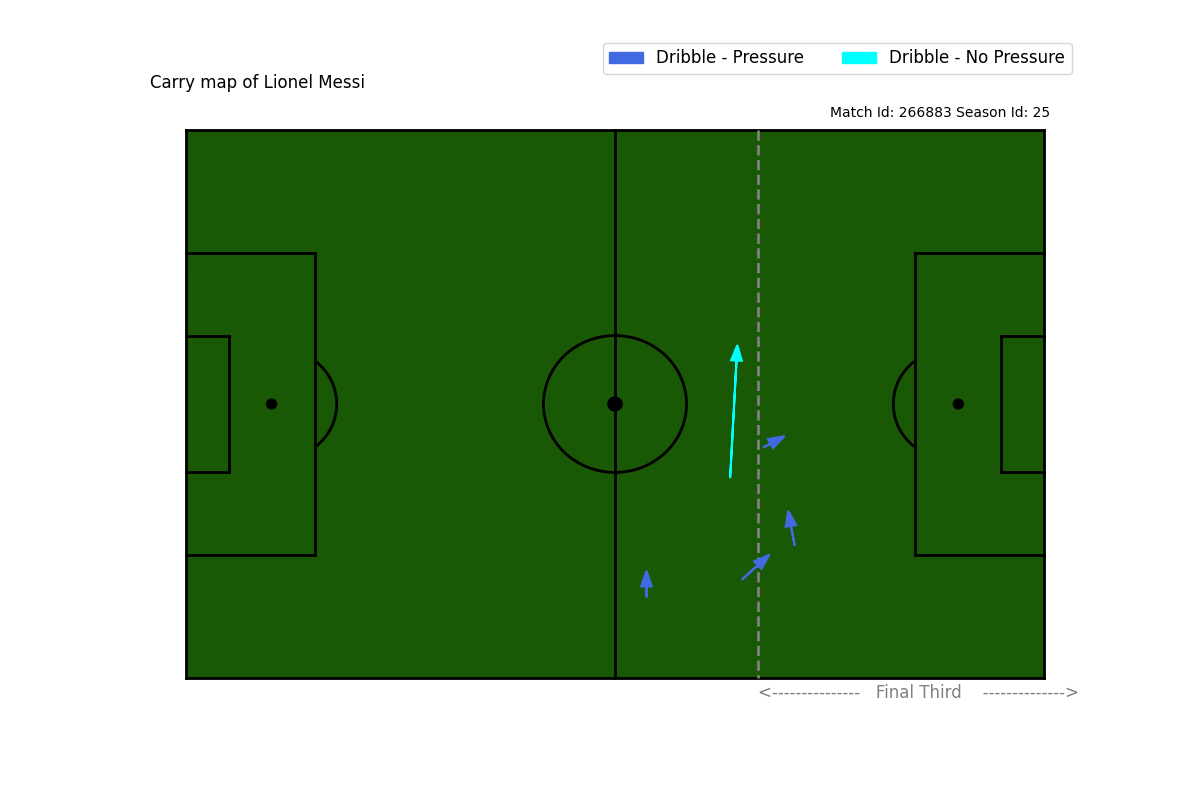 Dribble - Pressure Dribble - No Pressure
Carry map of Lionel Messi
Match Id: 266883 Season Id: 25
<--------------- Final Third -------------->